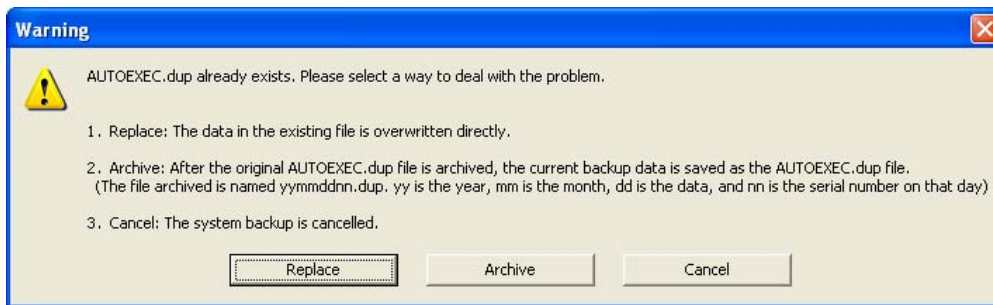 Warning
AUTOEXEC.dup already exists. Please select a way to deal with the problem.
1. Replace: The data in the existing file is overwritten directly.
2. Archive: After the original AUTOEXEC.dup file is archived, the current backup data is saved as the AUTOEXEC.dup file.
(The file archived is named yymmddnn.dup. yy is the year, mm is the month, dd is the data, and nn is the serial number on that day)
3. Cancel: The system backup is cancelled.
Replace Archive Cancel